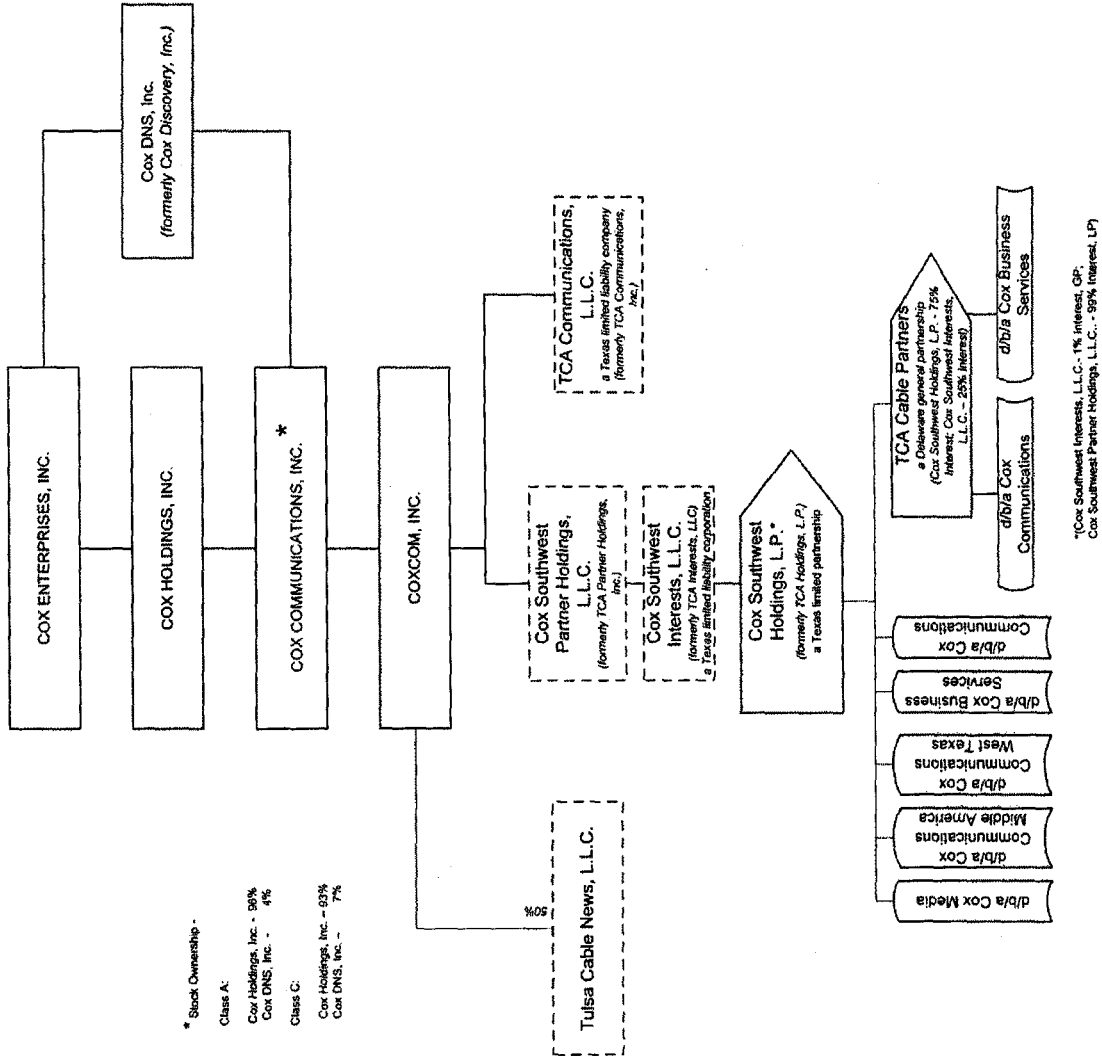 COX ENTERPRISES, INC.
COX HOLDINGS, INC.
COX COMMUNICATIONS, INC. *
Cox DNS, Inc.
(formerly Cox Discovery, Inc.)
COXCOM, INC.
* Stock Ownership -
Class A:
Cox Holdings, Inc. - 96%
Cox DNS, Inc. - 4%
Class C:
Cox Holdings, Inc. – 93%
Cox DNS, Inc. – 7%
50%
Tulsa Cable News, L.L.C.
Cox Southwest
Partner Holdings,
L.L.C.
(formerly TCA Partner Holdings,
Inc.)
TCA Communications,
L.L.C.
a Texas limited liability company
(formerly TCA Communications,
Inc.)
Cox Southwest
Interests, L.L.C.
(formerly TCA Interests, LLC)
a Texas limited liability corporation
Cox Southwest
Holdings, L.P.*
(formerly TCA Holdings, L.P.)
a Texas limited partnership
d/b/a Cox Media
d/b/a Cox
Communications
Middle America
d/b/a Cox
Communications
West Texas
d/b/a Cox Business
Services
d/b/a Cox
Communications
TCA Cable Partners
a Delaware general partnership
(Cox Southwest Holdings, L.P. - 75%
Interest; Cox Southwest Interests,
L.L.C. – 25% Interest)
d/b/a Cox
Communications
d/b/a Cox Business
Services
*(Cox Southwest Interests, L.L.C.- 1% Interest, GP;
Cox Southwest Partner Holdings, L.L.C.. - 99% Interest, LP)